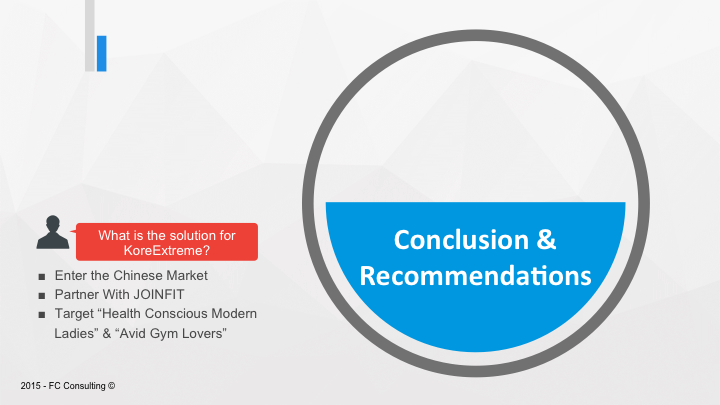 What is the solution for
KoreExtreme?
■ Enter the Chinese Market
■ Partner With JOINFIT
■ Target “Health Conscious Modern
Ladies” & “Avid Gym Lovers”
Conclusion &
Recommendations
2015 - FC Consulting ©